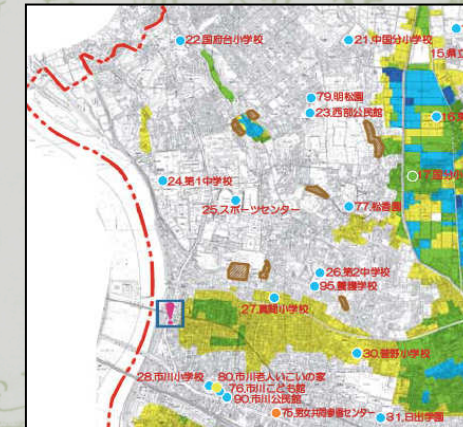 22.国府台小学校
21.中国分小学校
15.県立
79.明松園
23.西部公民館
16.
17.国分小
24.第1中学校
25.スポーツセンター
77.松香園
26.第2中学校
95.養護学校
27.真間小学校
30.菅野小学校
28.市川小学校
80.市川老人いこいの家
76.市川こども館
90.市川公民館
75.男女共同参画センター
31.日出学園